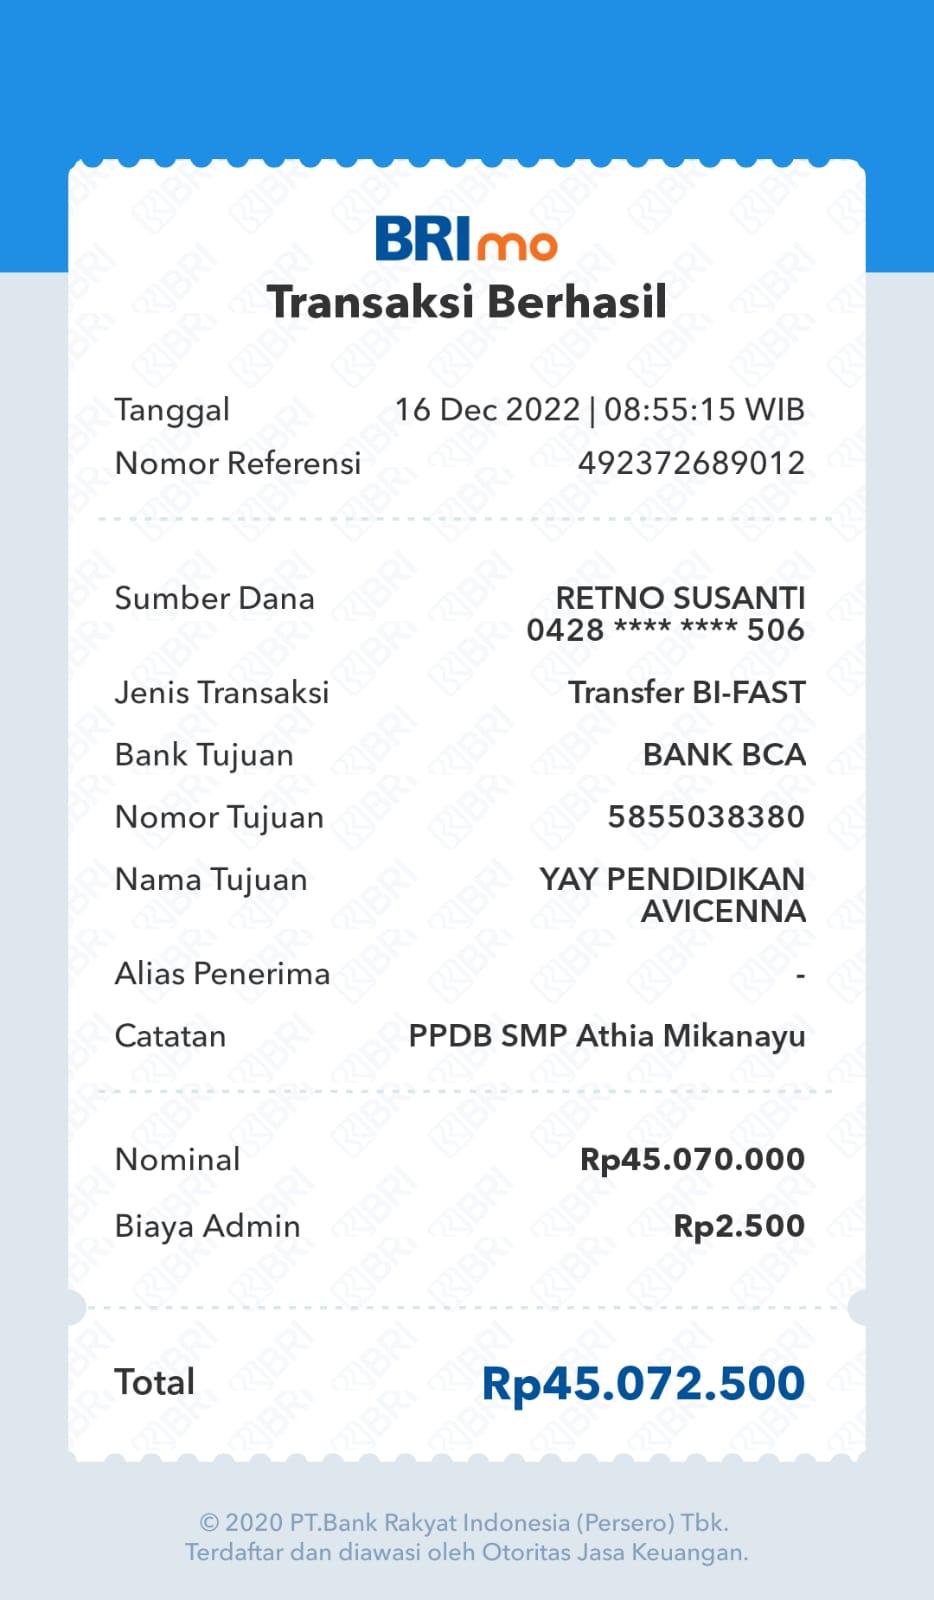 BRImo
Transaksi Berhasil
Tanggal 16 Dec 2022 | 08:55:15 WIB
Nomor Referensi 492372689012
Sumber Dana RETNO SUSANTI
0428 **** **** 506
Jenis Transaksi Transfer BI-FAST
Bank Tujuan BANK BCA
Nomor Tujuan 5855038380
Nama Tujuan YAY PENDIDIKAN
AVICENNA
Alias Penerima -
Catatan PPDB SMP Athia Mikanayu
Nominal Rp45.070.000
Biaya Admin Rp2.500
Total Rp45.072.500
© 2020 PT.Bank Rakyat Indonesia (Persero) Tbk.
Terdaftar dan diawasi oleh Otoritas Jasa Keuangan.